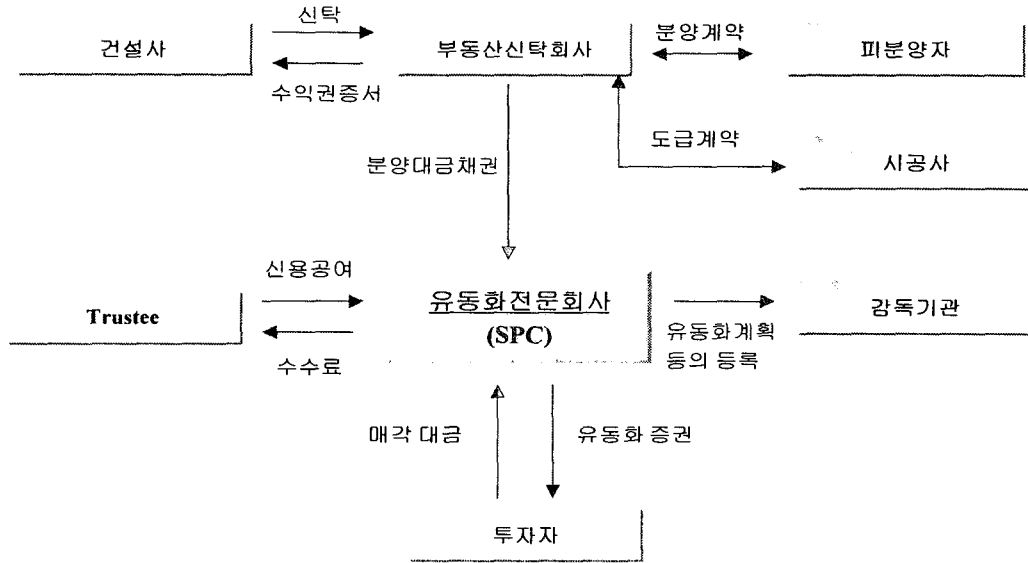 신탁
건설사
부동산신탁회사
분양계약
피분양자
수익권증서
도급계약
분양대금채권
시공사
신용공여
Trustee
유동화전문회사
(SPC)
감독기관
유동화계획
등의 등록
수수료
매각 대금
유동화 증권
투자자